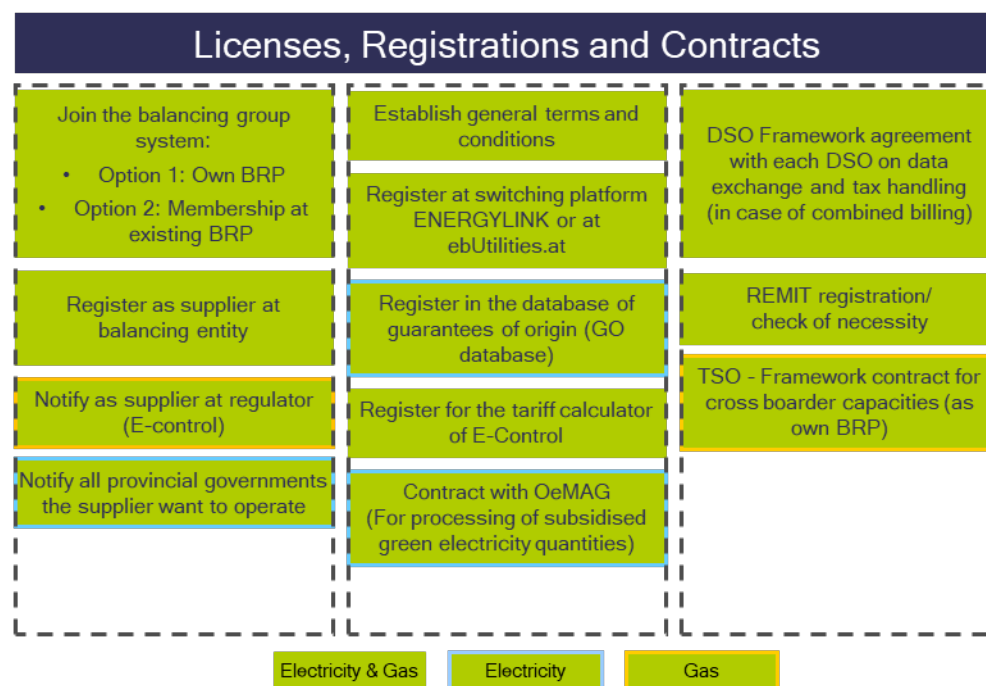 Licenses, Registrations and Contracts
Join the balancing group
system:
• Option 1: Own BRP
• Option 2: Membership at
existing BRP
Register as supplier at
balancing entity
Notify as supplier at regulator
(E-control)
Notify all provincial governments
the supplier want to operate
Establish general terms and
conditions
Register at switching platform
ENERGYLINK or at
ebUtilities.at
Register in the database of
guarantees of origin (GO
database)
Register for the tariff calculator
of E-Control
Contract with OeMAG
(For processing of subsidised
green electricity quantities)
DSO Framework agreement
with each DSO on data
exchange and tax handling
(in case of combined billing)
REMIT registration/
check of necessity
TSO - Framework contract for
cross boarder capacities (as
own BRP)
Electricity & Gas
Electricity
Gas